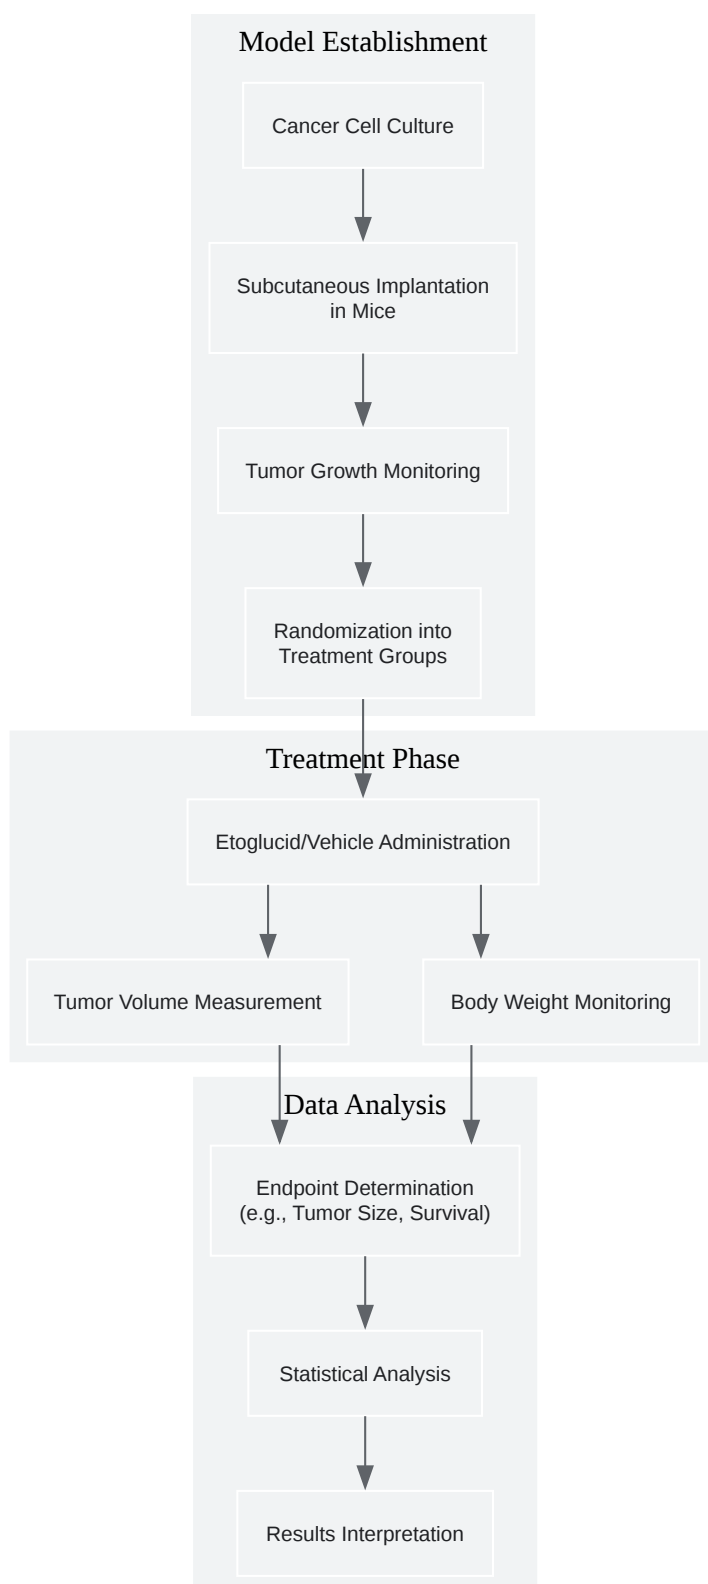 Model Establishment
Cancer Cell Culture
Subcutaneous Implantation
in Mice
Tumor Growth Monitoring
Randomization into
Treatment Groups
Treatment Phase
Etoglucid/Vehicle Administration
Tumor Volume Measurement
Body Weight Monitoring
Data Analysis
Endpoint Determination
(e.g., Tumor Size, Survival)
Statistical Analysis
Results Interpretation